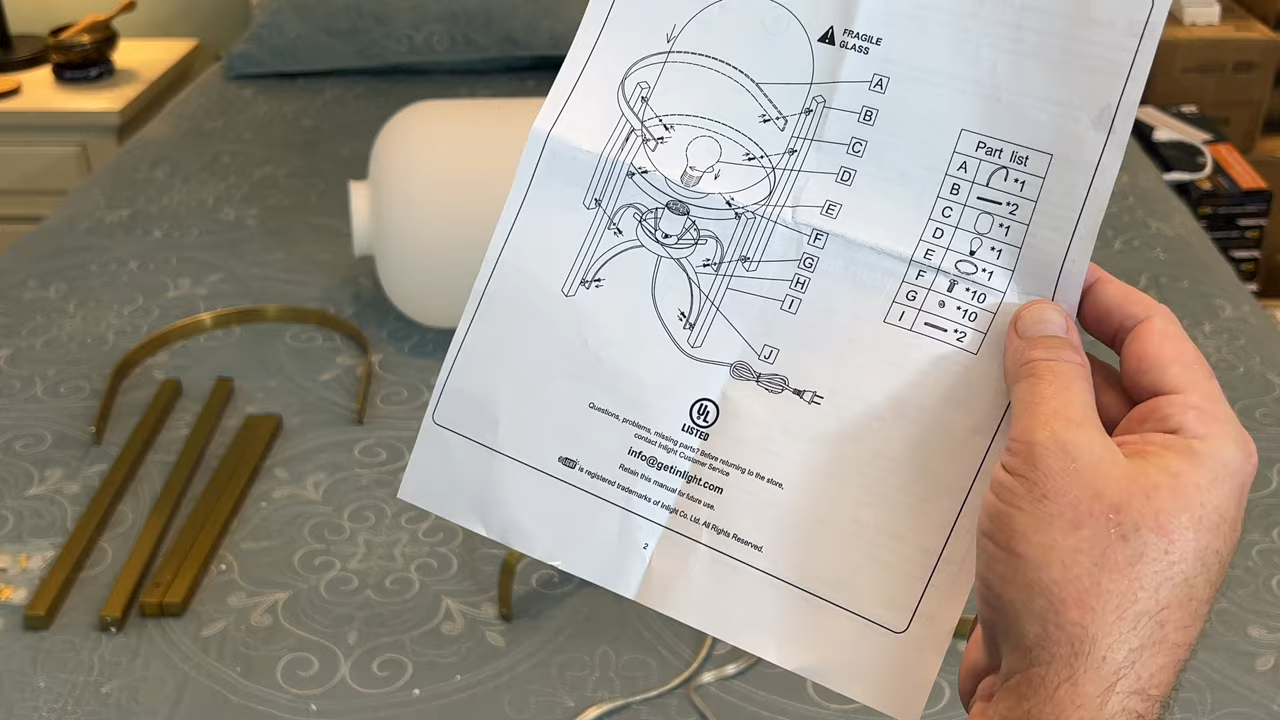 FRAGILE
GLASS
A
B
C
D
E
F
G
H
I
J
Part list
A *1
B *2
C *1
D *1
E *1
F *10
G *10
I *2
UL
LISTED
Questions, problems, missing parts? Before returning to the store,
contact Inlight Customer Service
info@getinlight.com
Retain this manual for future use.
is registered trademarks of Inlight Co, Ltd. All Rights Reserved.
2